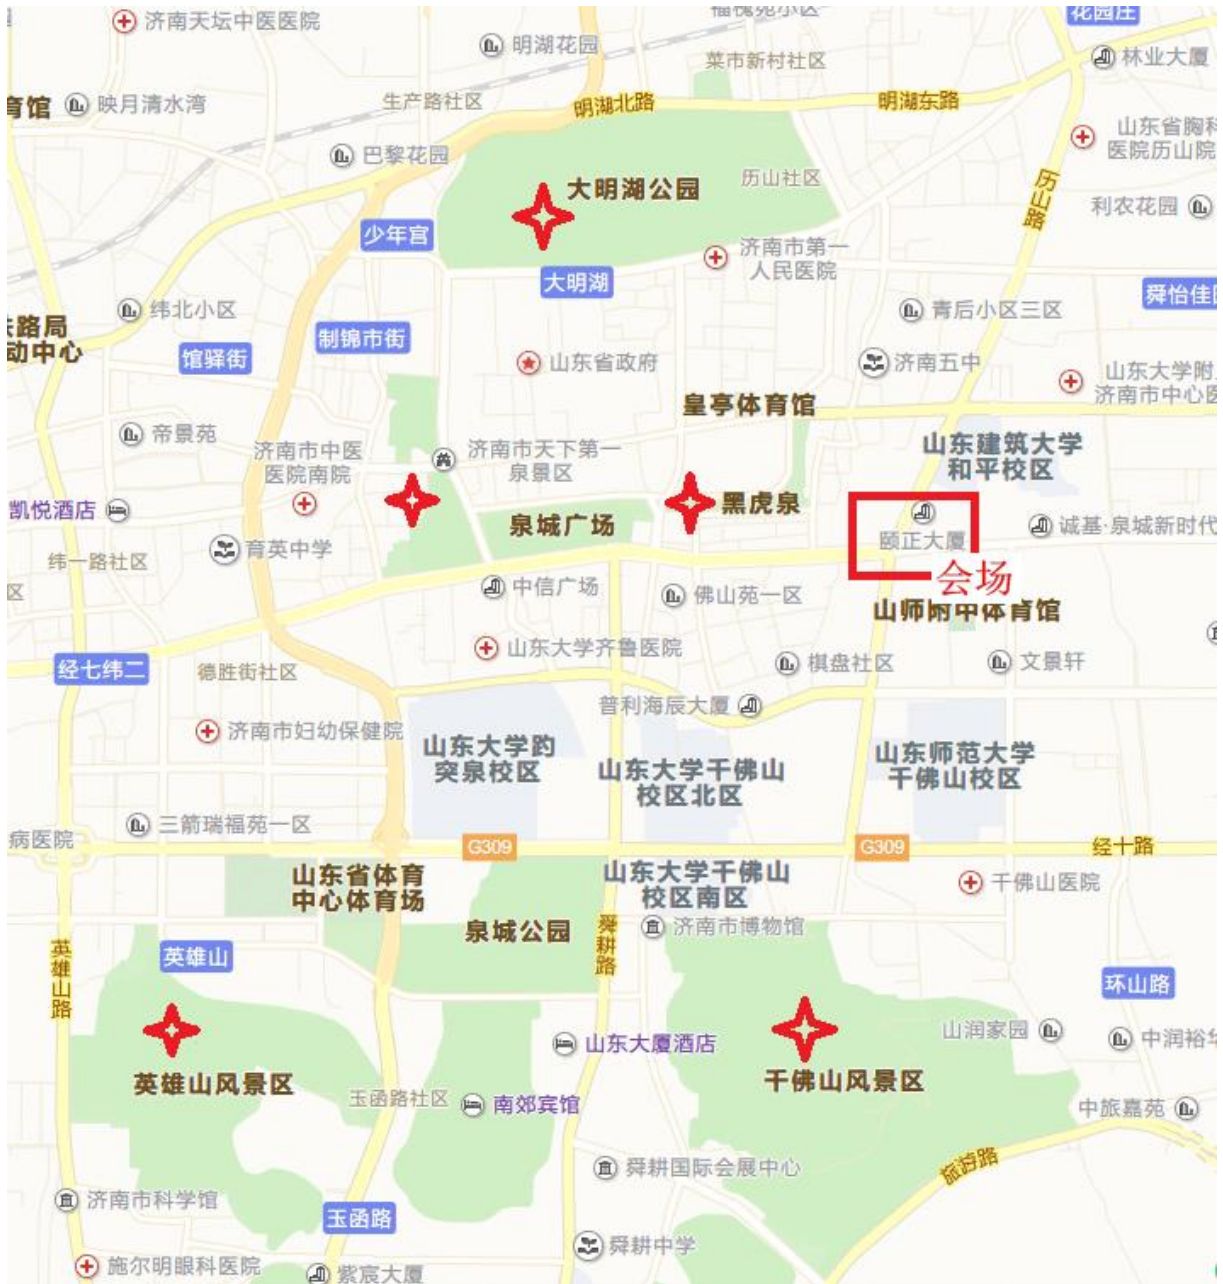 济南天坛中医医院
福槐苑小区
花园庄
明湖花园
林业大厦
菜市新村社区
育馆
映月清水湾
生产路社区
明湖北路
明湖东路
山东省胸科
医院历山院
巴黎花园
大明湖公园
历山社区
历山路
利农花园
少年宫
济南市第一
人民医院
大明湖
舜怡佳园
纬北小区
青后小区三区
路局
动中心
制锦市街
馆驿街
山东省政府
济南五中
山东大学附
济南市中心医
皇亭体育馆
帝景苑
济南市中医
医院南院
济南市天下第一
泉景区
山东建筑大学
和平校区
凯悦酒店
泉城广场
黑虎泉
颐正大厦
诚基·泉城新时代
纬一路社区
育英中学
会场
区
中信广场
佛山苑一区
山师附中体育馆
山东大学齐鲁医院
经七纬二
德胜街社区
棋盘社区
文景轩
普利海辰大厦
济南市妇幼保健院
山东大学趵
突泉校区
山东大学千佛山
校区北区
山东师范大学
千佛山校区
三箭瑞福苑一区
病医院
G309
G309
经十路
山东省体育
中心体育场
山东大学千佛山
校区南区
千佛山医院
泉城公园
舜耕路
济南市博物馆
英雄山路
英雄山
环山路
山东大厦酒店
山润家园
中润裕华
英雄山风景区
千佛山风景区
玉函路社区
南郊宾馆
中旅嘉苑
舜耕国际会展中心
旅游路
济南市科学馆
玉函路
舜耕中学
施尔明眼科医院
紫宸大厦